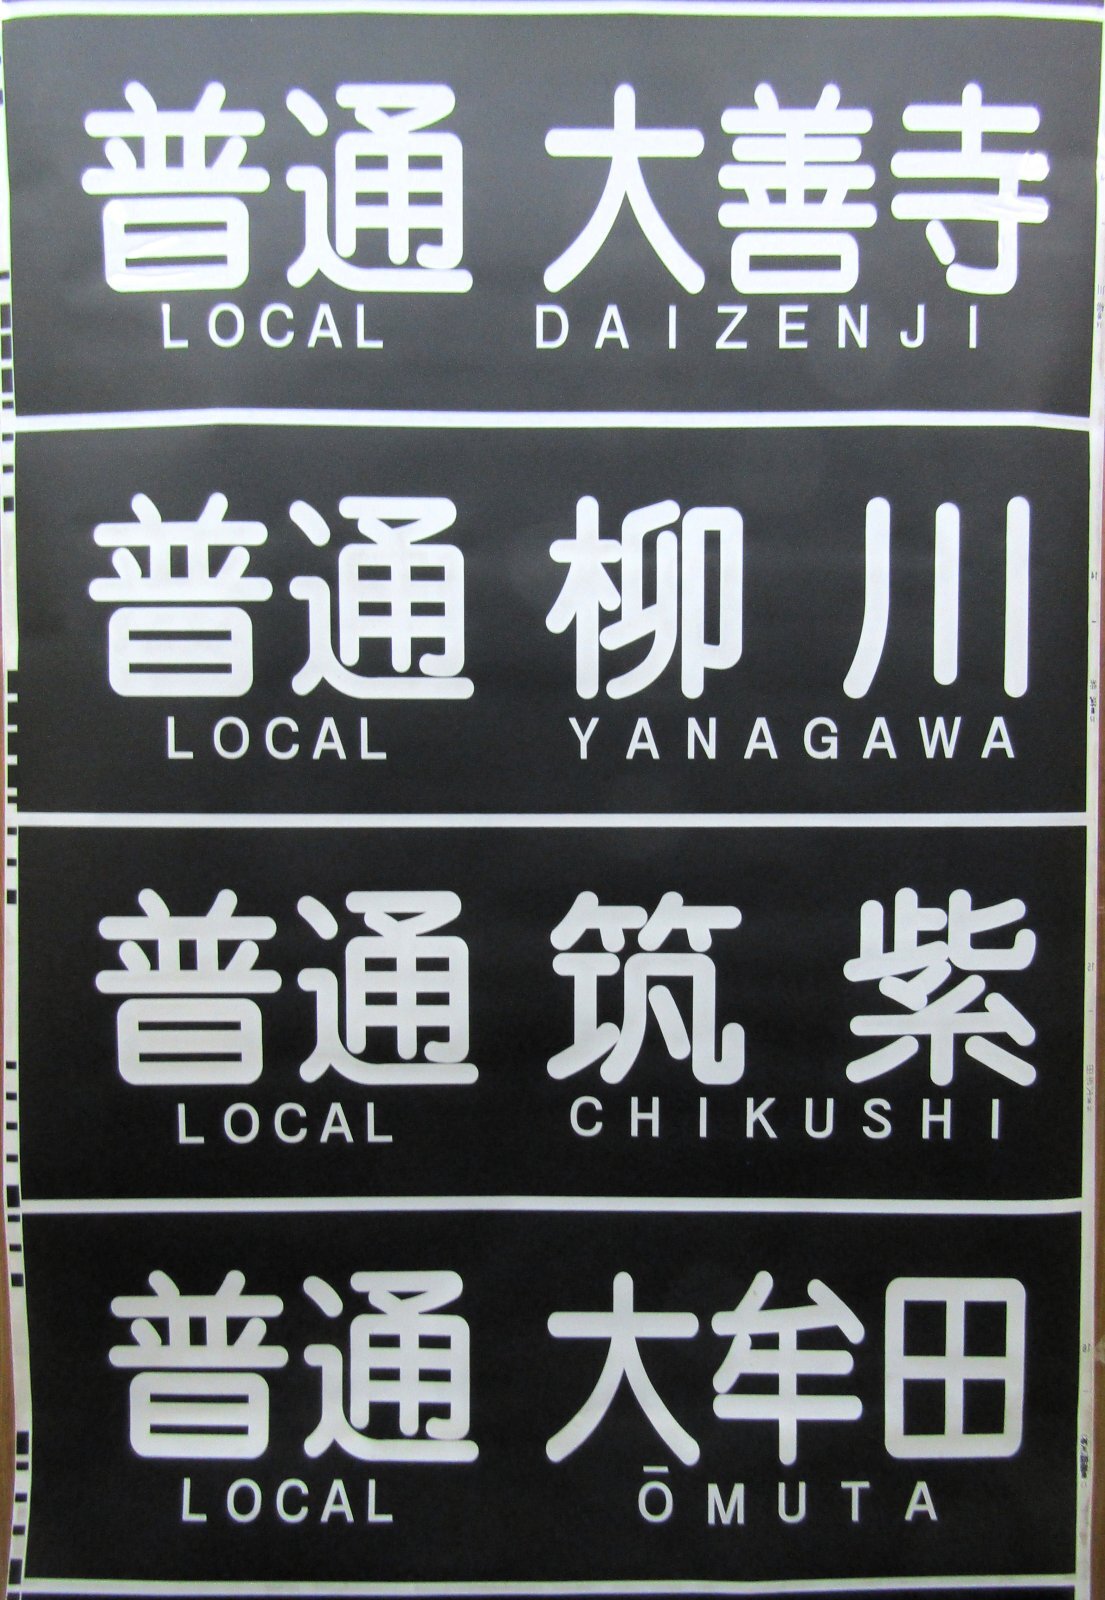 普通 大善寺
LOCAL DAIZENJI
普通 柳川
LOCAL YANAGAWA
普通 筑紫
LOCAL CHIKUSHI
普通 大牟田
LOCAL ŌMUTA